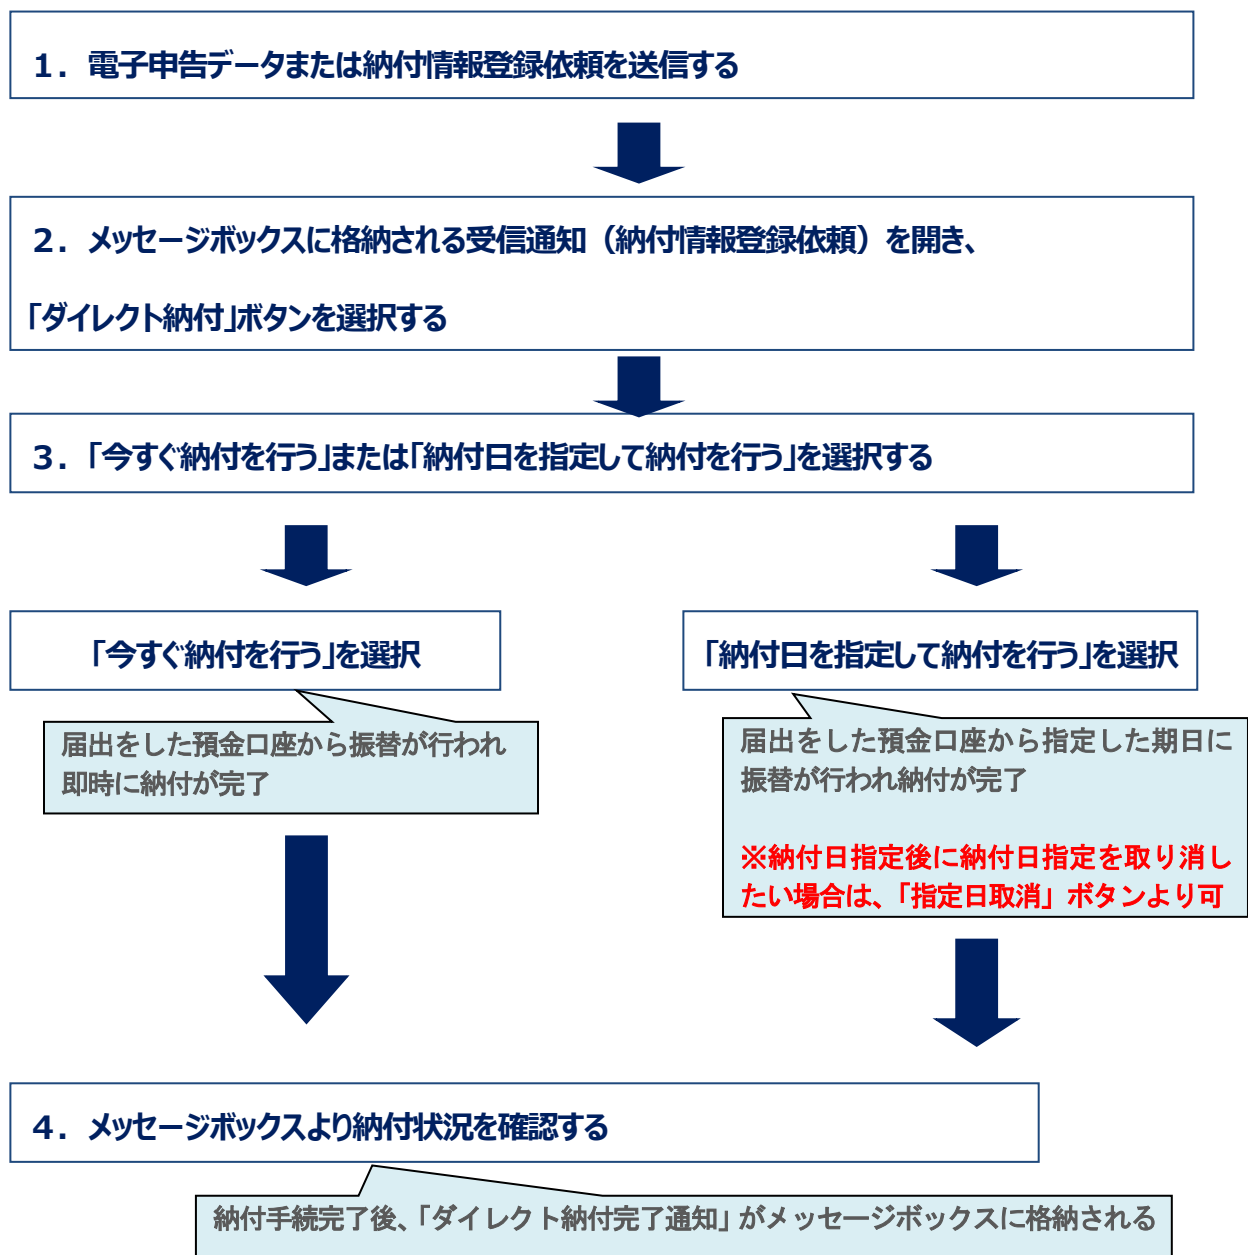 1．電子申告データまたは納付情報登録依頼を送信する
2．メッセージボックスに格納される受信通知（納付情報登録依頼）を開き、
「ダイレクト納付」ボタンを選択する
3．「今すぐ納付を行う」または「納付日を指定して納付を行う」を選択する
「今すぐ納付を行う」を選択
「納付日を指定して納付を行う」を選択
届出をした預金口座から振替が行われ
即時に納付が完了
届出をした預金口座から指定した期日に
振替が行われ納付が完了
※納付日指定後に納付日指定を取り消し
たい場合は、「指定日取消」ボタンより可
4．メッセージボックスより納付状況を確認する
納付手続完了後、「ダイレクト納付完了通知」がメッセージボックスに格納される